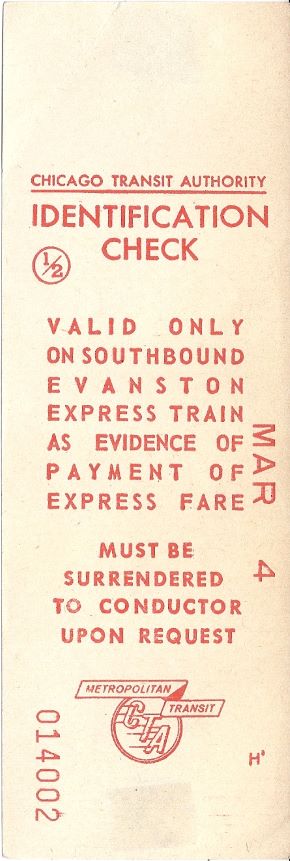 CHICAGO TRANSIT AUTHORITY
IDENTIFICATION
CHECK
1/2
VALID ONLY
ON SOUTHBOUND
EVANSTON
EXPRESS TRAIN
AS EVIDENCE OF
PAYMENT OF
EXPRESS FARE
MAR 4
MUST BE
SURRENDERED
TO CONDUCTOR
UPON REQUEST
METROPOLITAN
TRANSIT
CTA
014002
H